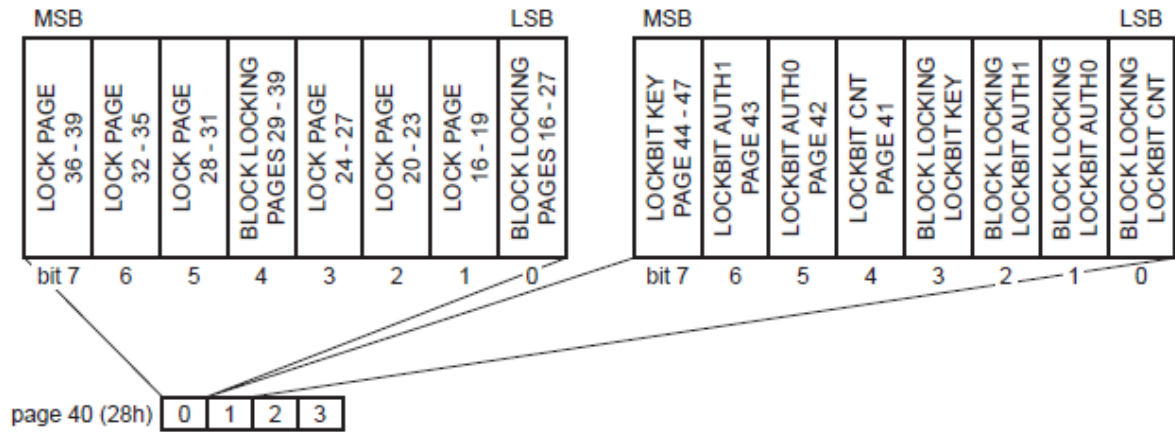 MSB LSB
LOCK PAGE
36 - 39
LOCK PAGE
32 - 35
LOCK PAGE
28 - 31
BLOCK LOCKING
PAGES 29 - 39
LOCK PAGE
24 - 27
LOCK PAGE
20 - 23
LOCK PAGE
16 - 19
BLOCK LOCKING
PAGES 16 - 27
bit 7 6 5 4 3 2 1 0
MSB LSB
LOCKBIT KEY
PAGE 44 - 47
LOCKBIT AUTH1
PAGE 43
LOCKBIT AUTH0
PAGE 42
LOCKBIT CNT
PAGE 41
BLOCK LOCKING
LOCKBIT KEY
BLOCK LOCKING
LOCKBIT AUTH1
BLOCK LOCKING
LOCKBIT AUTH0
BLOCK LOCKING
LOCKBIT CNT
bit 7 6 5 4 3 2 1 0
page 40 (28h) 0 1 2 3